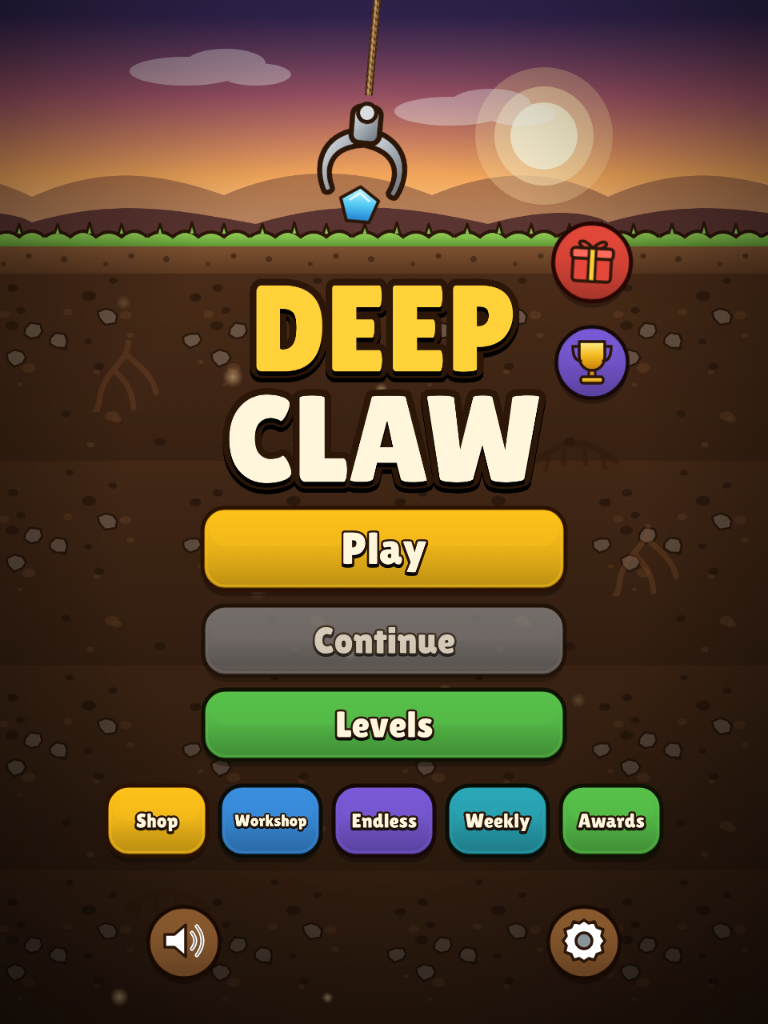 DEEP
CLAW
Play
Continue
Levels
Shop Workshop Endless Weekly Awards